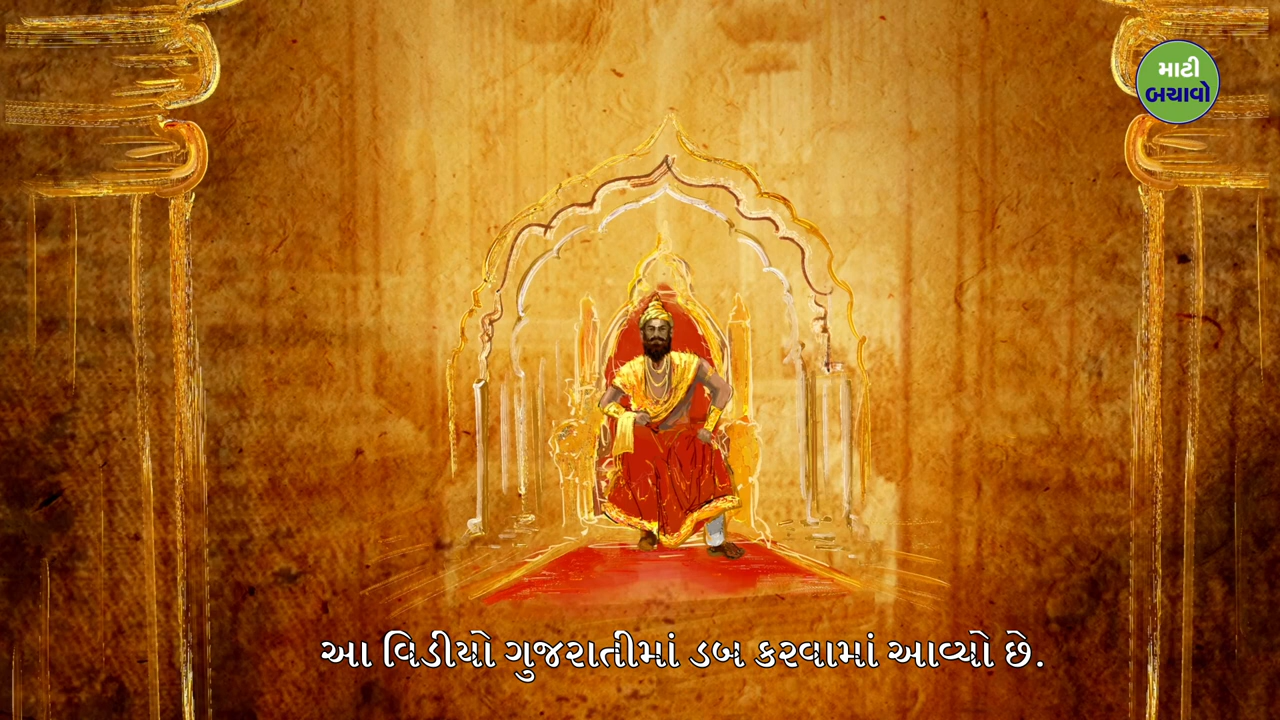 માટી
બચાવો
આ વિડીયો ગુજરાતીમાં ડબ કરવામાં આવ્યો છે.